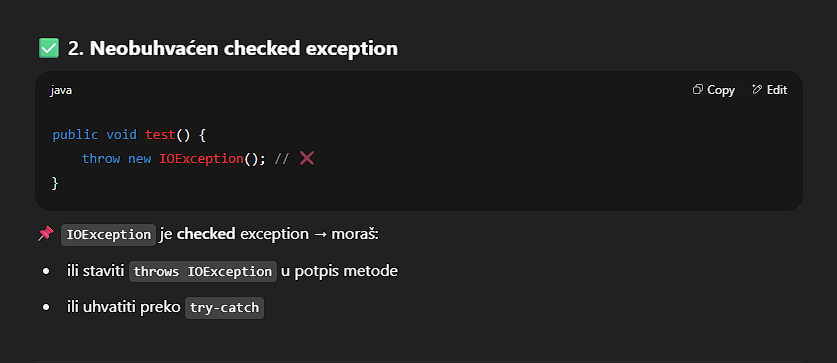 ✅ 2. Neobuhvaćen checked exception
java
Copy Edit
public void test() {
    throw new IOException(); // ❌
}
📌 IOException je checked exception → moraš:
• ili staviti throws IOException u potpis metode
• ili uhvatiti preko try-catch